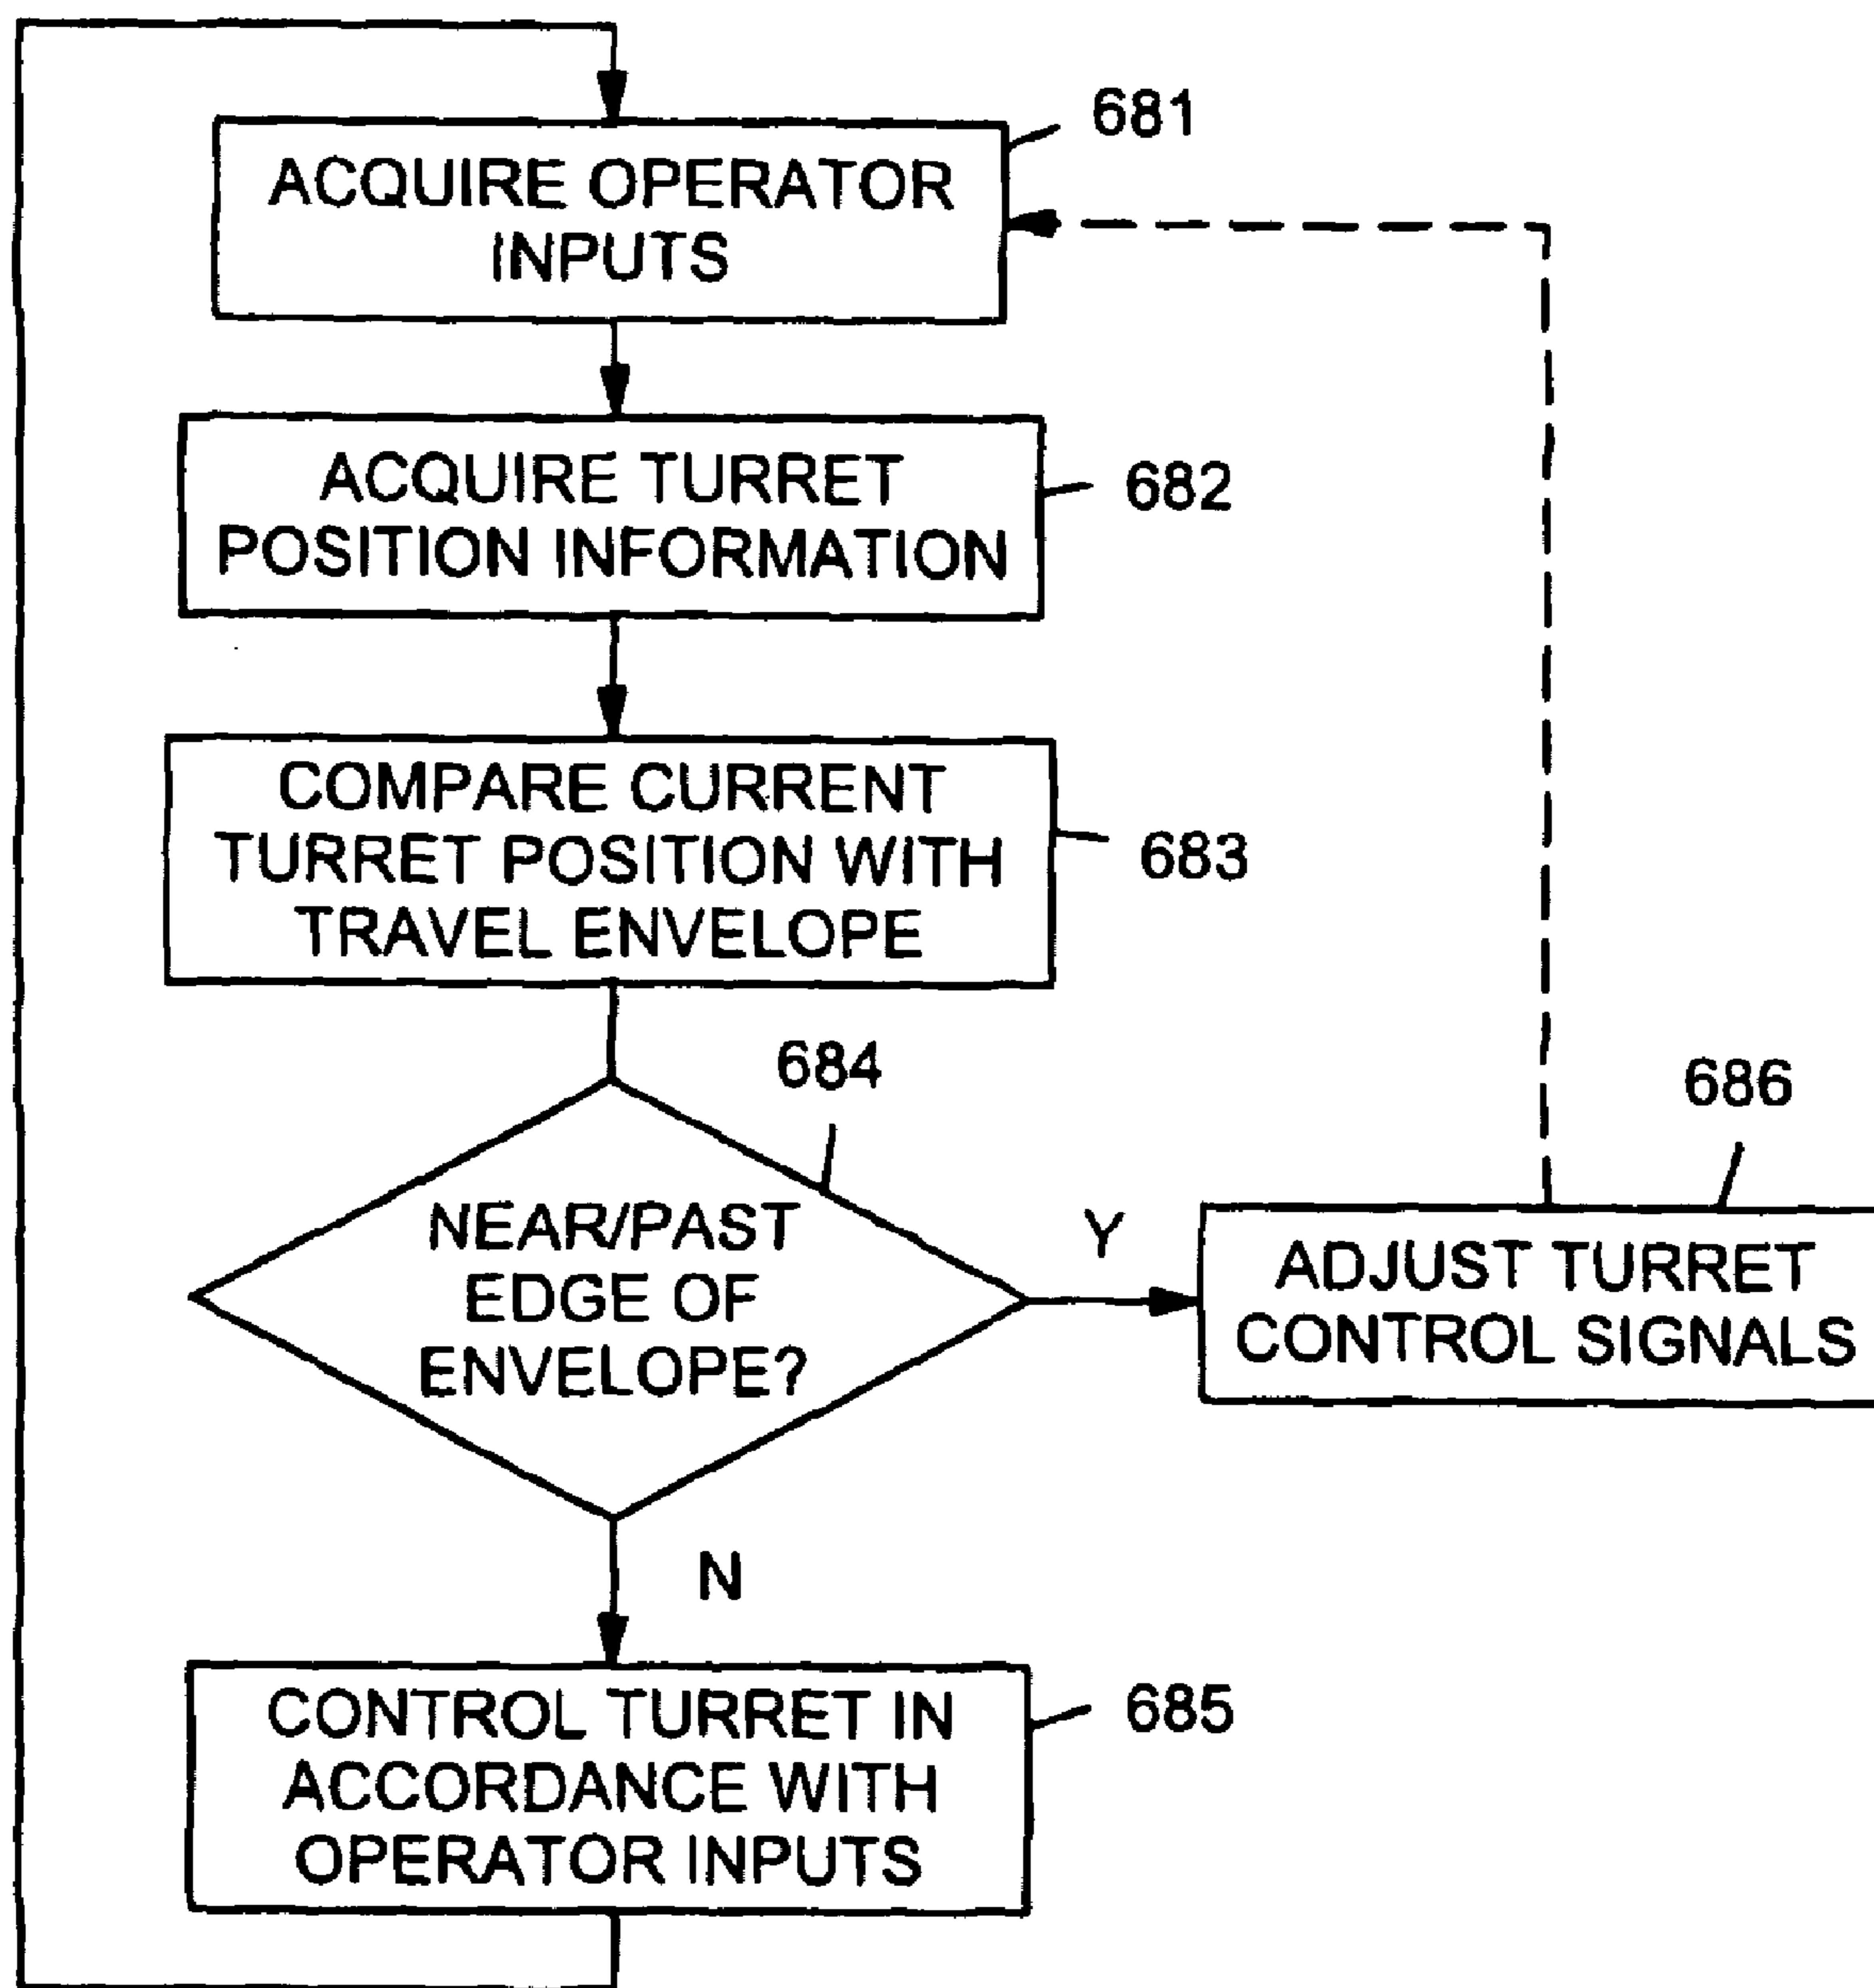 ACQUIRE OPERATOR
INPUTS
681
ACQUIRE TURRET
POSITION INFORMATION
682
COMPARE CURRENT
TURRET POSITION WITH
TRAVEL ENVELOPE
683
684
NEAR/PAST
EDGE OF
ENVELOPE?
Y
686
ADJUST TURRET
CONTROL SIGNALS
N
CONTROL TURRET IN
ACCORDANCE WITH
OPERATOR INPUTS
685